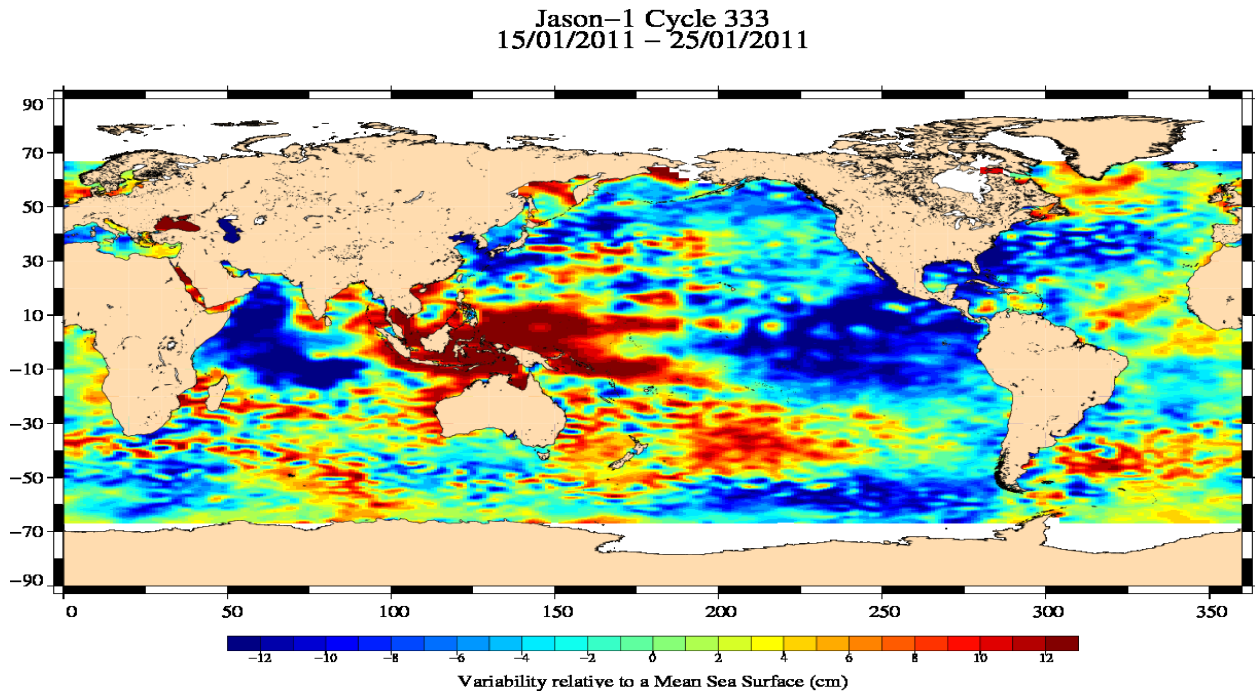 Jason−1 Cycle 333
15/01/2011 − 25/01/2011
90
70
50
30
10
−10
−30
−50
−70
−90
0 50 100 150 200 250 300 350
−12 −10 −8 −6 −4 −2 0 2 4 6 8 10 12
Variability relative to a Mean Sea Surface (cm)